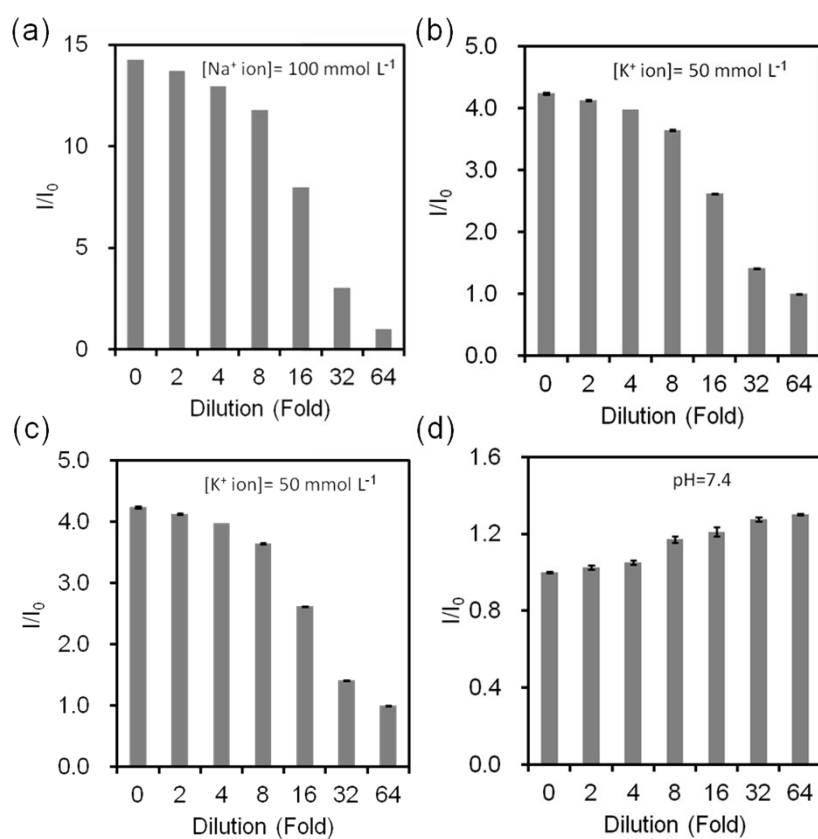 (a)
15
10
5
0
I/I₀
[Na⁺ ion]= 100 mmol L⁻¹
0 2 4 8 16 32 64
Dilution (Fold)
(b)
5.0
4.0
3.0
2.0
1.0
0.0
I/I₀
[K⁺ ion]= 50 mmol L⁻¹
0 2 4 8 16 32 64
Dilution (Fold)
(c)
5.0
4.0
3.0
2.0
1.0
0.0
I/I₀
[K⁺ ion]= 50 mmol L⁻¹
0 2 4 8 16 32 64
Dilution (Fold)
(d)
1.6
1.2
0.8
0.4
0.0
I/I₀
pH=7.4
0 2 4 8 16 32 64
Dilution (Fold)